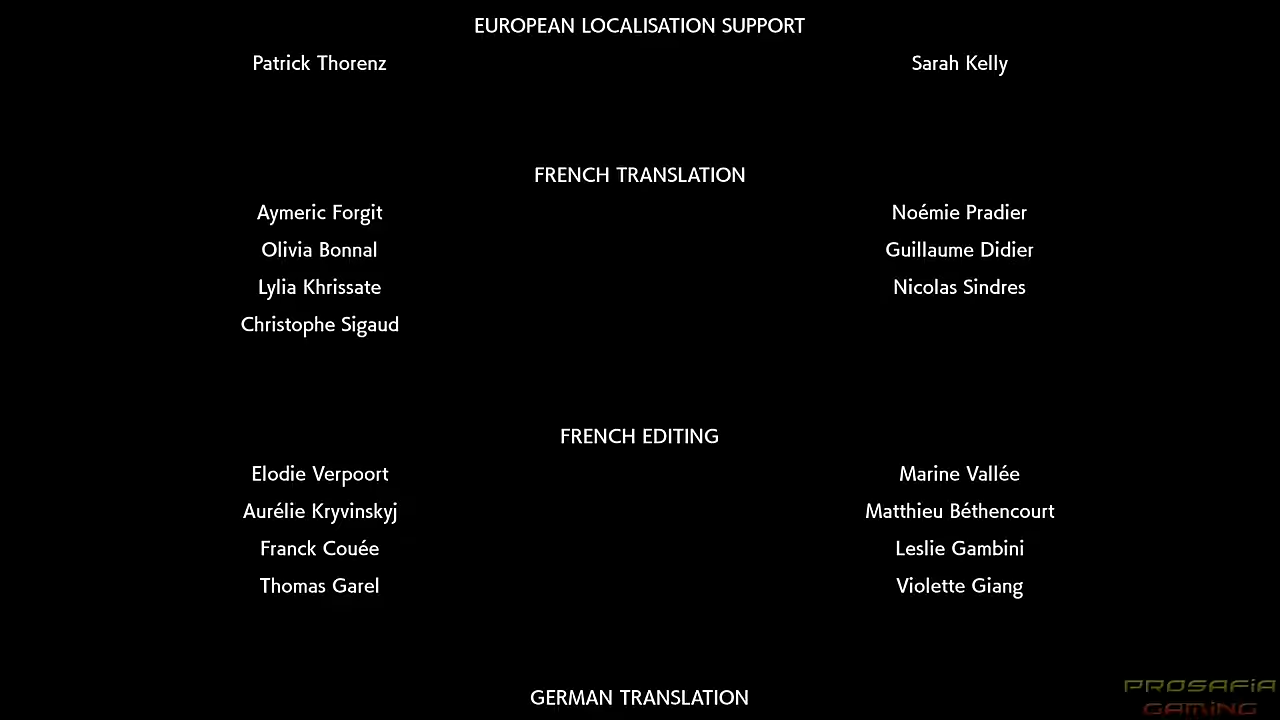 EUROPEAN LOCALISATION SUPPORT
Patrick Thorenz Sarah Kelly
FRENCH TRANSLATION
Aymeric Forgit Noémie Pradier
Olivia Bonnal Guillaume Didier
Lylia Khrissate Nicolas Sindres
Christophe Sigaud
FRENCH EDITING
Elodie Verpoort Marine Vallée
Aurélie Kryvinskyj Matthieu Béthencourt
Franck Couée Leslie Gambini
Thomas Garel Violette Giang
GERMAN TRANSLATION
PROSAFiA
GAMiNG